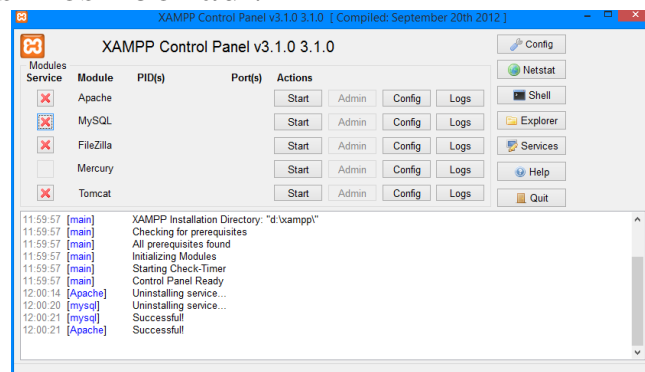 XAMPP Control Panel v3.1.0 3.1.0 [ Compiled: September 20th 2012 ]
XAMPP Control Panel v3.1.0 3.1.0
Config
Modules
Netstat
Service Module PID(s) Port(s) Actions
Apache Start Admin Config Logs
Shell
MySQL Start Admin Config Logs
Explorer
FileZilla Start Admin Config Logs
Services
Mercury Start Admin Config Logs
Help
Tomcat Start Admin Config Logs
Quit
11:59:57 [main] XAMPP Installation Directory: "d:\xampp\"
11:59:57 [main] Checking for prerequisites
11:59:57 [main] All prerequisites found
11:59:57 [main] Initializing Modules
11:59:57 [main] Starting Check-Timer
11:59:57 [main] Control Panel Ready
12:00:14 [Apache] Uninstalling service...
12:00:20 [mysql] Uninstalling service...
12:00:21 [mysql] Successful!
12:00:21 [Apache] Successful!